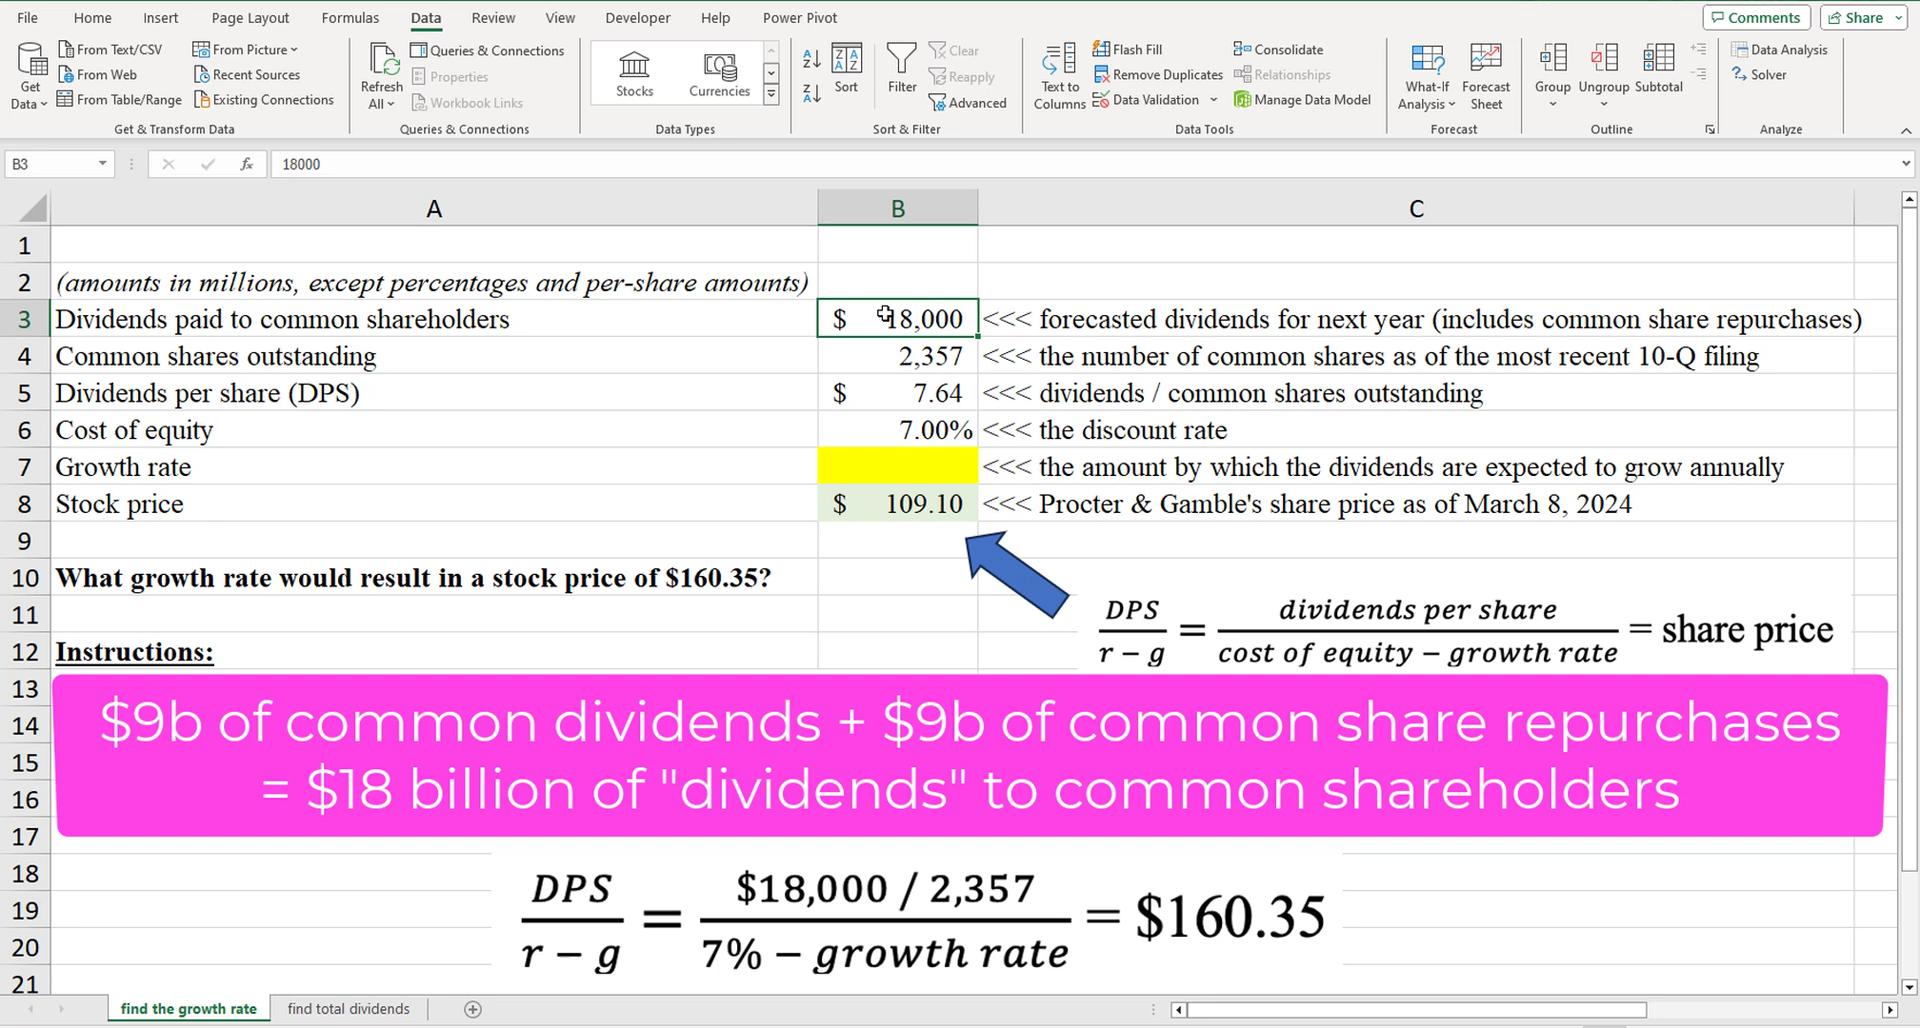 File Home Insert Page Layout Formulas Data Review View Developer Help Power Pivot Comments Share
Get Data
From Text/CSV
From Web
From Table/Range
From Picture
Recent Sources
Existing Connections
Get & Transform Data
Refresh All
Queries & Connections
Properties
Workbook Links
Queries & Connections
Stocks
Currencies
Data Types
Sort
Filter
Clear
Reapply
Advanced
Sort & Filter
Text to Columns
Flash Fill
Remove Duplicates
Data Validation
Consolidate
Relationships
Manage Data Model
Data Tools
What-If Analysis
Forecast Sheet
Forecast
Group
Ungroup
Subtotal
Outline
Data Analysis
Solver
Analyze
B3 fx 18000
A B C
1
2 (amounts in millions, except percentages and per-share amounts)
3 Dividends paid to common shareholders $ 18,000 <<< forecasted dividends for next year (includes common share repurchases)
4 Common shares outstanding 2,357 <<< the number of common shares as of the most recent 10-Q filing
5 Dividends per share (DPS) $ 7.64 <<< dividends / common shares outstanding
6 Cost of equity 7.00% <<< the discount rate
7 Growth rate <<< the amount by which the dividends are expected to grow annually
8 Stock price $ 109.10 <<< Procter & Gamble's share price as of March 8, 2024
9
10 What growth rate would result in a stock price of $160.35?
11
DPS dividends per share
r − g = cost of equity − growth rate = share price
12 Instructions:
13
14
15
16
17
$9b of common dividends + $9b of common share repurchases
= $18 billion of "dividends" to common shareholders
18
19
20
21
DPS $18,000 / 2,357
r − g = 7% − growth rate = $160.35
find the growth rate find total dividends